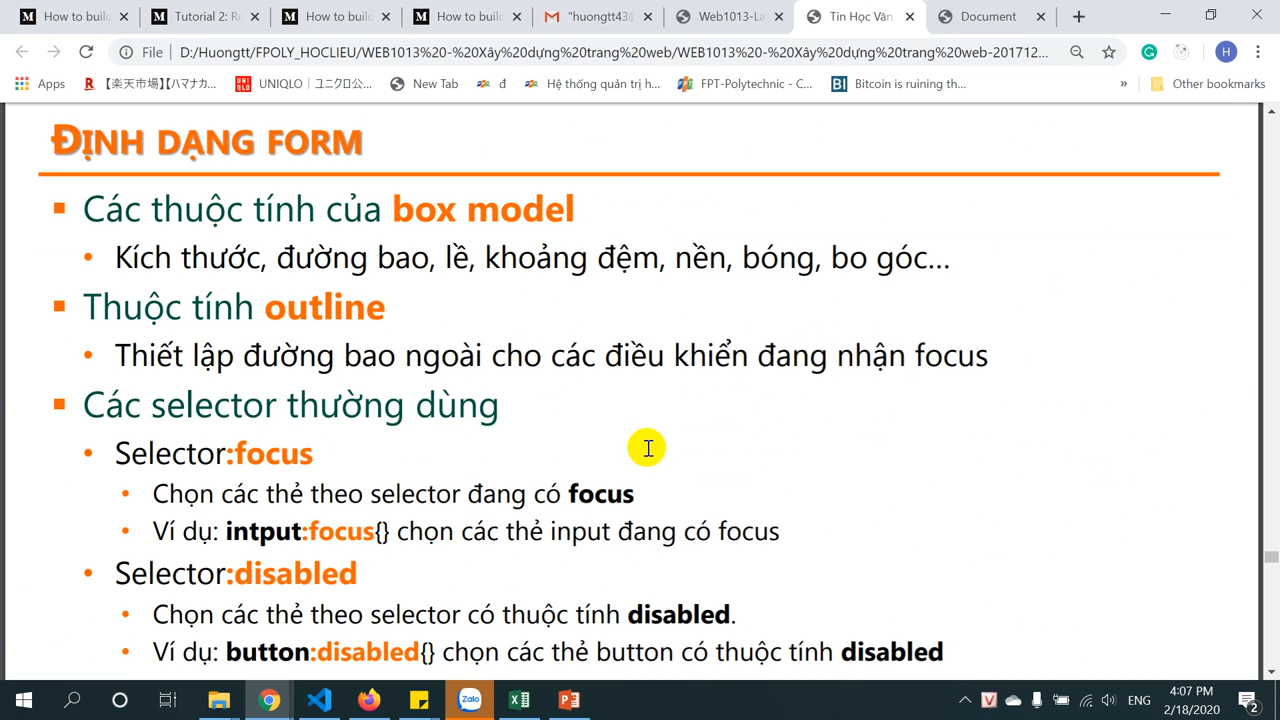 How to build
Tutorial 2: Re
How to build
How to build
"huongtt43@
Web1013-La
Tin Học Văn
Document
File
D:/Huongtt/FPOLY_HOCLIEU/WEB1013%20-%20Xây%20dựng%20trang%20web/WEB1013%20-%20Xây%20dựng%20trang%20web-201712...
H
Apps
【楽天市場】【ハマナカ...
UNIQLO｜ユニクロ公...
New Tab
đ
Hệ thống quản trị h...
FPT-Polytechnic - C...
Bitcoin is ruining th...
»
Other bookmarks
ĐỊNH DẠNG FORM
Các thuộc tính của box model
Kích thước, đường bao, lề, khoảng đệm, nền, bóng, bo góc...
Thuộc tính outline
Thiết lập đường bao ngoài cho các điều khiển đang nhận focus
Các selector thường dùng
Selector:focus
Chọn các thẻ theo selector đang có focus
Ví dụ: intput:focus{} chọn các thẻ input đang có focus
Selector:disabled
Chọn các thẻ theo selector có thuộc tính disabled.
Ví dụ: button:disabled{} chọn các thẻ button có thuộc tính disabled
Zalo
ENG
4:07 PM
2/18/2020
2